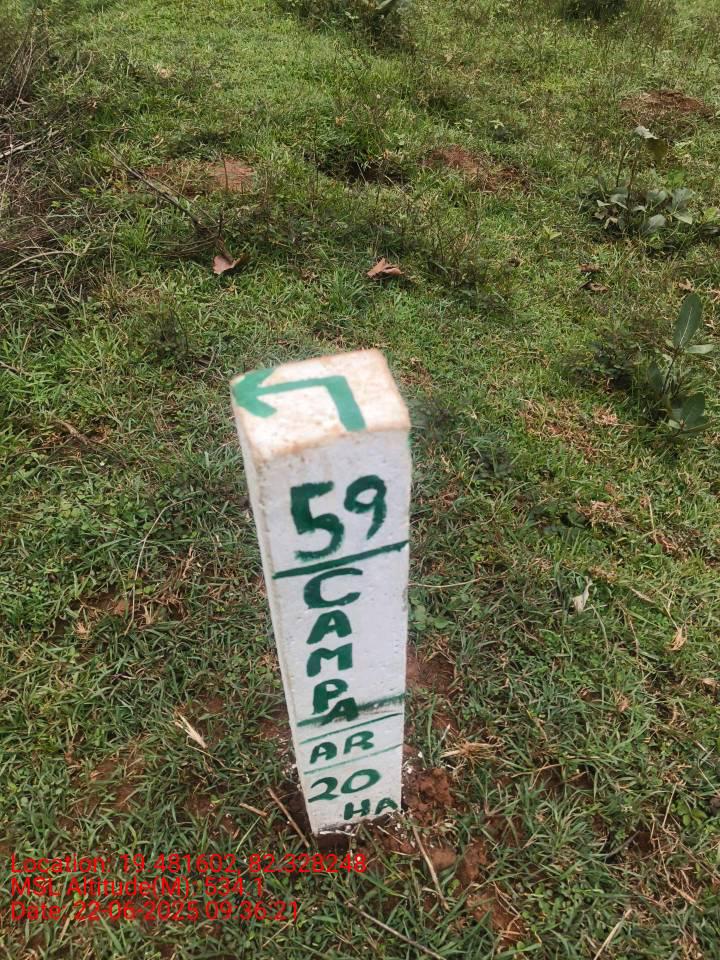 59
CAMPA
AR
20
HA
Location: 19.481602, 82.328248
MSL Altitude(M): 534.1
Date: 22-06-2025 09:36:21